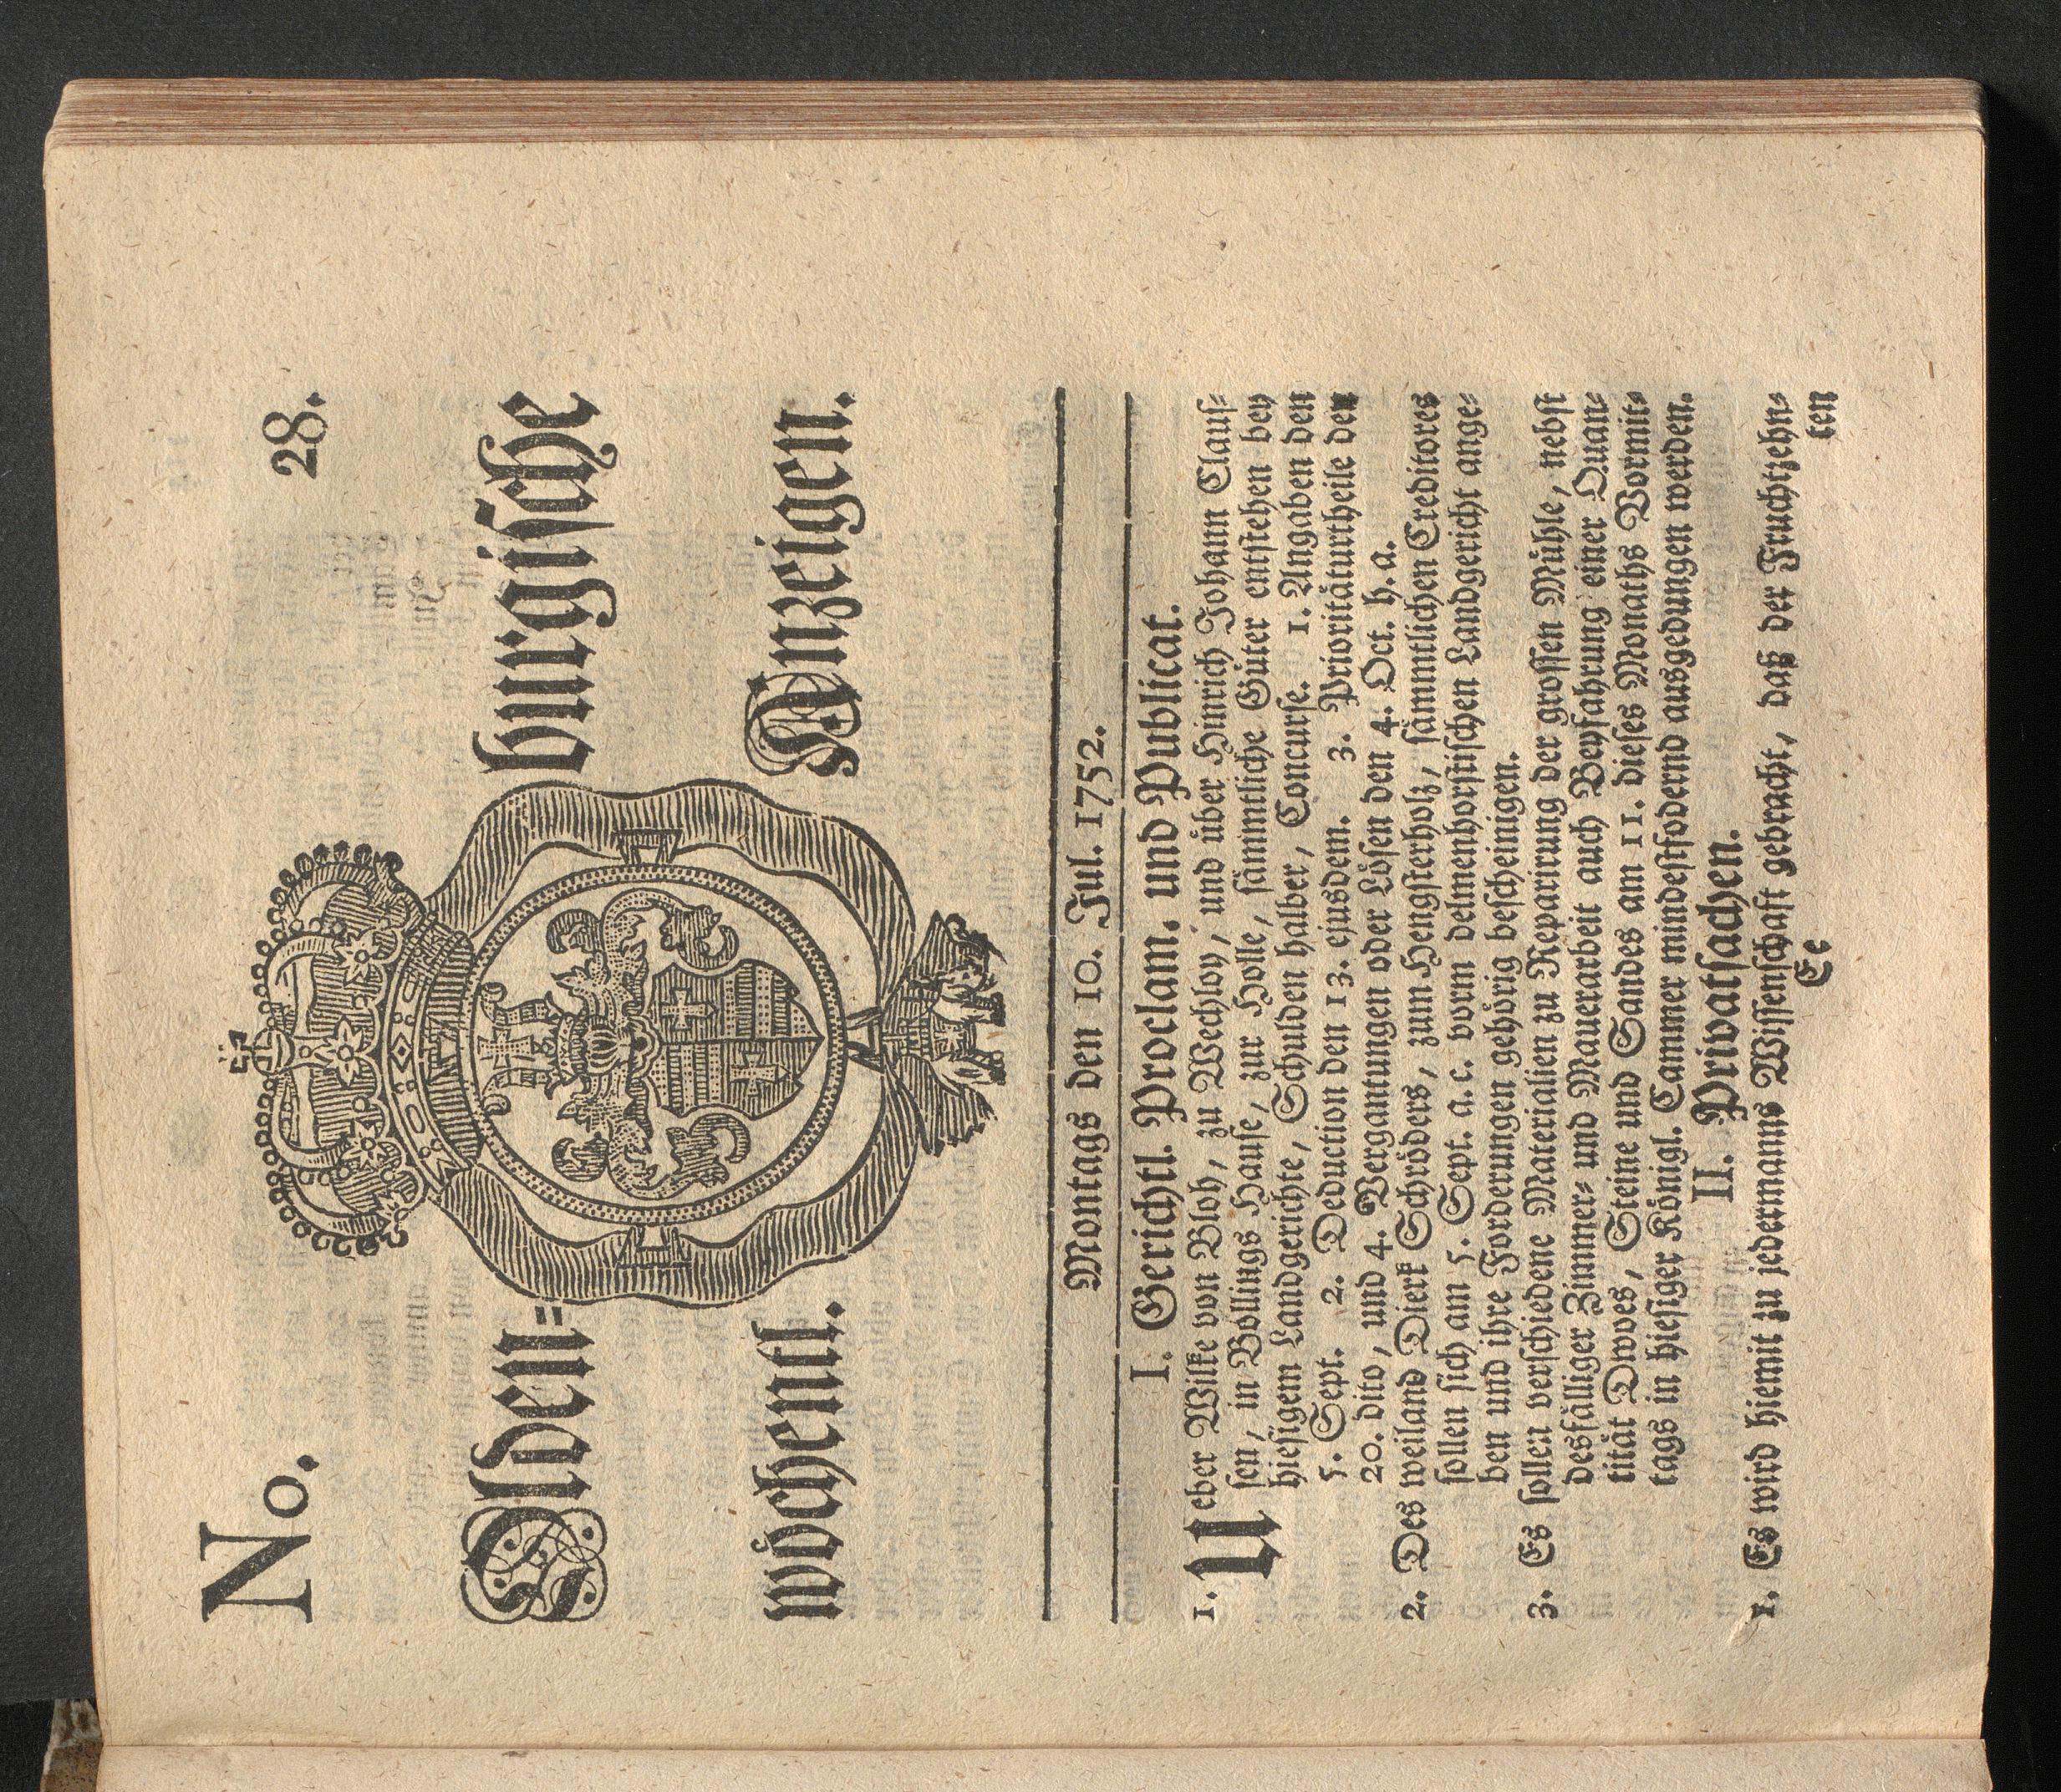 No. 28.
Olden= burgische
wöchentl. Anzeigen.
Montags den 10. Jul. 1752.
I. Gerichtl. Proclam. und Publicat.
1. Ueber Wilke von Bloh, zu Wechloy, und über Hinrich Johann Claus=
sen, in Bollings Hause, zur Holle, sämmtliche Güter entstehen bey
hiesigem Landgerichte, Schulden halber, Concurse. 1. Angaben den
5. Sept. 2. Deduction den 13. ejusdem. 3. Prioritäturtheile den
20. dito, und 4. Vergantungen oder Lösen den 4. Oct. h. a.
2. Des weiland Dierk Schröders, zum Hengsterholz, sämmtlichen Creditores
sollen sich am 5. Sept. a. c. vorm delmenhorstischen Landgericht ange=
ben und ihre Forderungen gehörig bescheinigen.
3. Es sollen verschiedene Materialien zu Reparirung der grossen Mühle, nebst
desfälliger Zimmer= und Mauerarbeit auch Beyfahrung einer Quan=
tität Dwoes, Steine und Sandes am 11. dieses Monaths Vormit=
tags in hiesiger Königl. Cammer mindestfodernd ausgedungen werden.
II. Privatsachen.
1. Es wird hiemit zu jedermanns Wissenschaft gebracht, daß der Fruchtzehn=
Ee ten